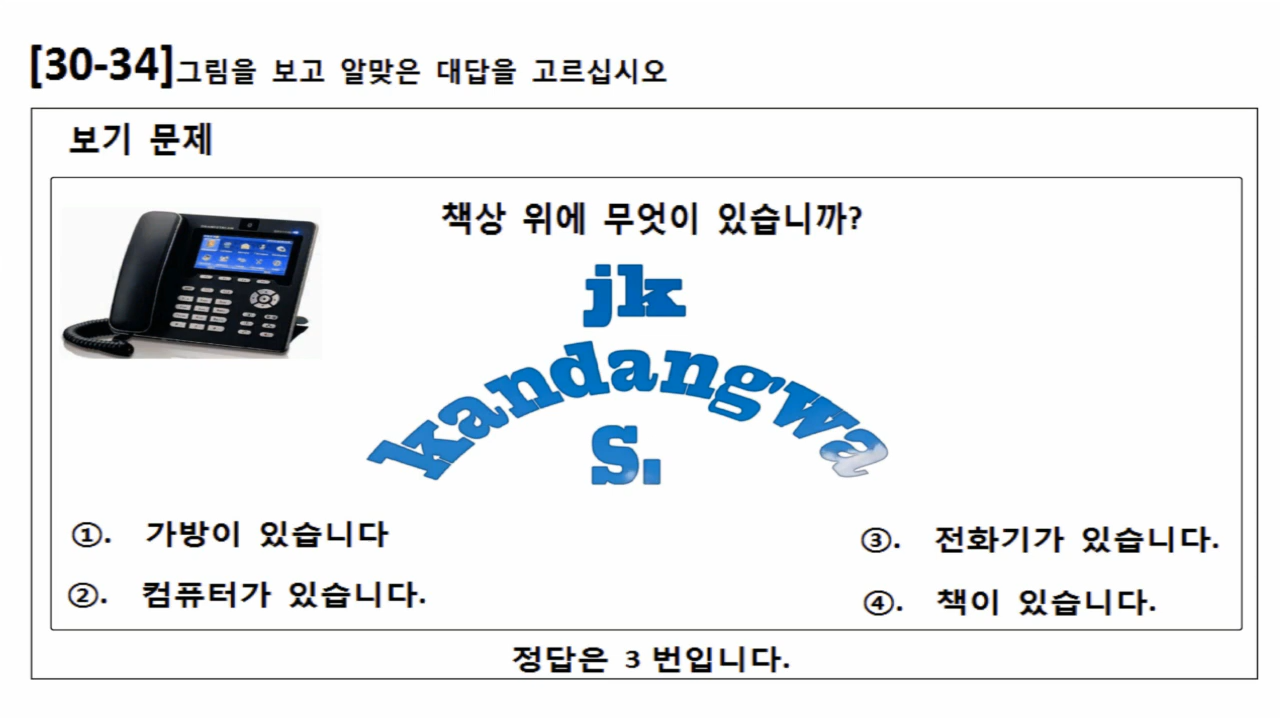 [30-34]그림을 보고 알맞은 대답을 고르십시오
보기 문제
책상 위에 무엇이 있습니까?
jk
kandangwa
S.
①. 가방이 있습니다
②. 컴퓨터가 있습니다.
③. 전화기가 있습니다.
④. 책이 있습니다.
정답은 3 번입니다.